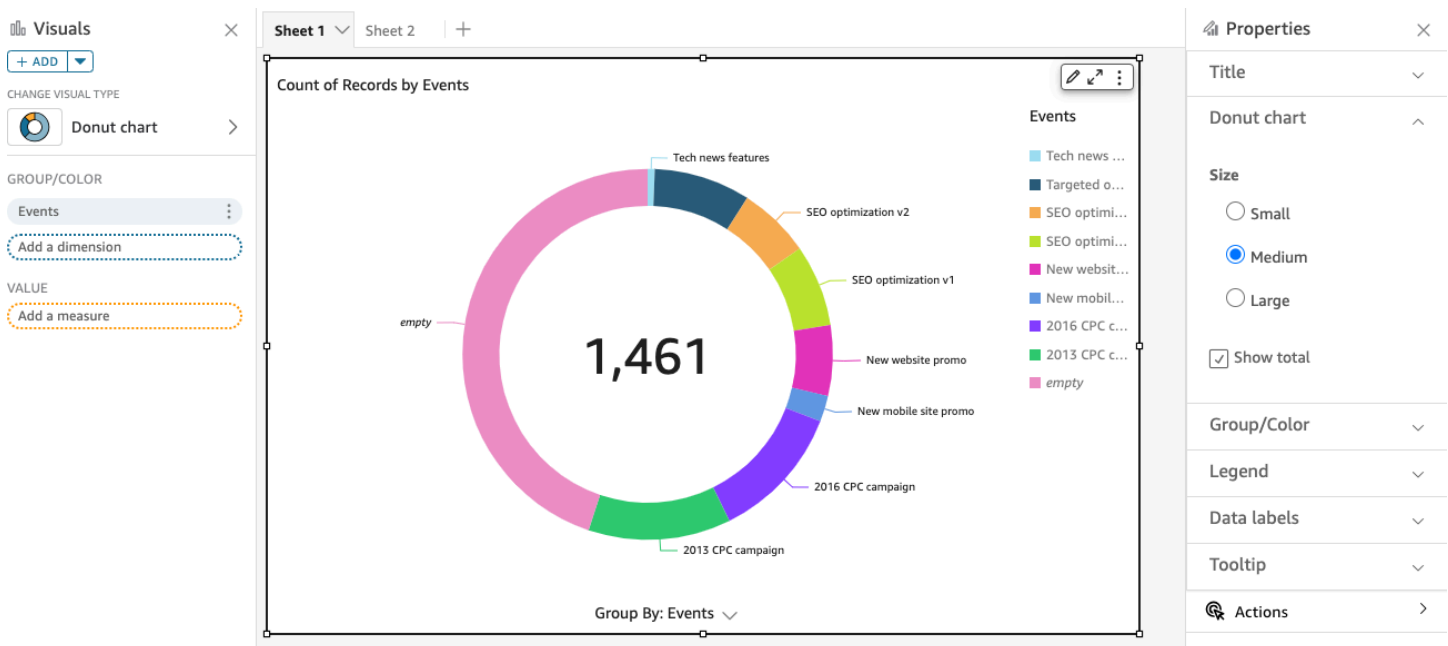 Visuals
+ ADD
CHANGE VISUAL TYPE
Donut chart
GROUP/COLOR
Events
Add a dimension
VALUE
Add a measure
Sheet 1
Sheet 2
Count of Records by Events
Tech news features
SEO optimization v2
SEO optimization v1
empty
1,461
New website promo
New mobile site promo
2016 CPC campaign
2013 CPC campaign
Group By: Events
Events
Tech news ...
Targeted o...
SEO optimi...
SEO optimi...
New websit...
New mobil...
2016 CPC c...
2013 CPC c...
empty
Properties
Title
Donut chart
Size
Small
Medium
Large
Show total
Group/Color
Legend
Data labels
Tooltip
Actions